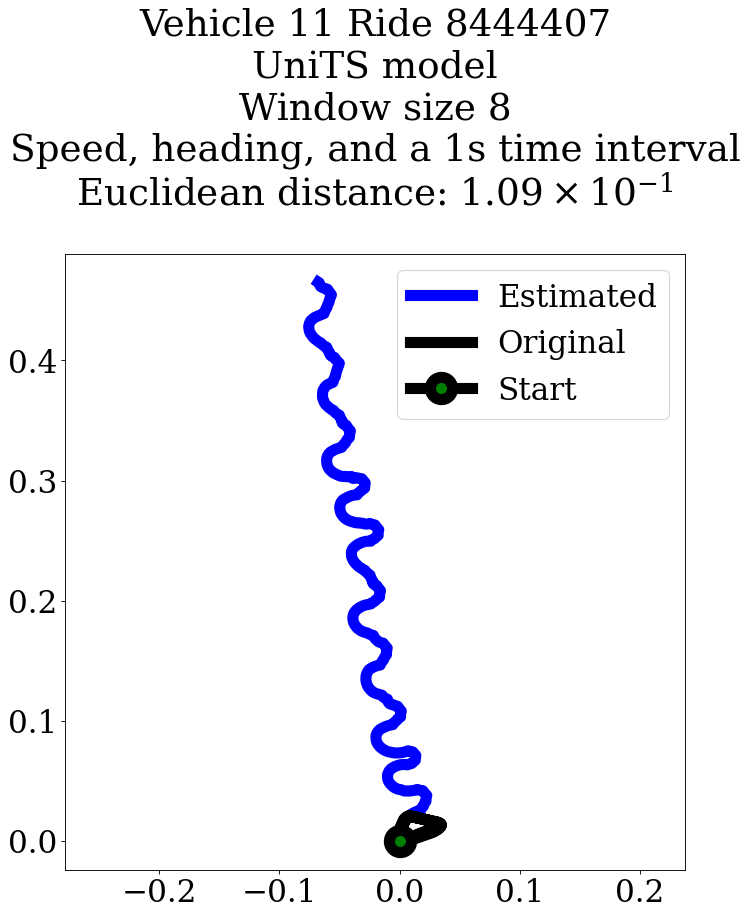 Vehicle 11 Ride 8444407
UniTS model
Window size 8
Speed, heading, and a 1s time interval
Euclidean distance: 1.09 × 10⁻¹
Estimated
Original
Start
0.4
0.3
0.2
0.1
0.0
−0.2
−0.1
0.0
0.1
0.2